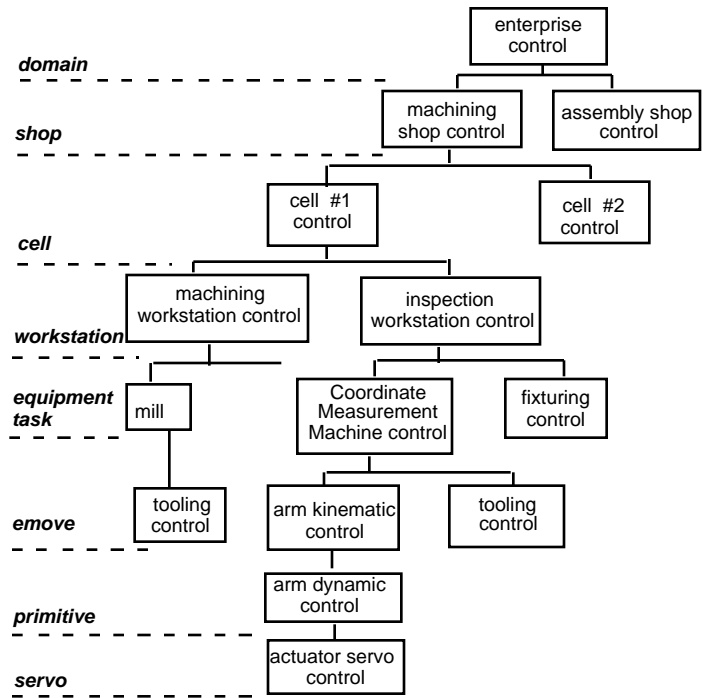 enterprise
control
domain
machining
shop control
assembly shop
control
shop
cell #1
control
cell #2
control
cell
machining
workstation control
inspection
workstation control
workstation
equipment
task
mill
Coordinate
Measurement
Machine control
fixturing
control
tooling
control
arm kinematic
control
tooling
control
emove
arm dynamic
control
primitive
actuator servo
control
servo